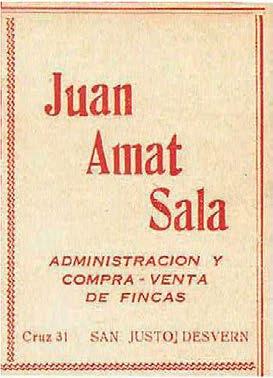 Juan
Amat
Sala
ADMINISTRACION Y
COMPRA - VENTA
DE FINCAS
Cruz 31 SAN JUSTO] DESVERN